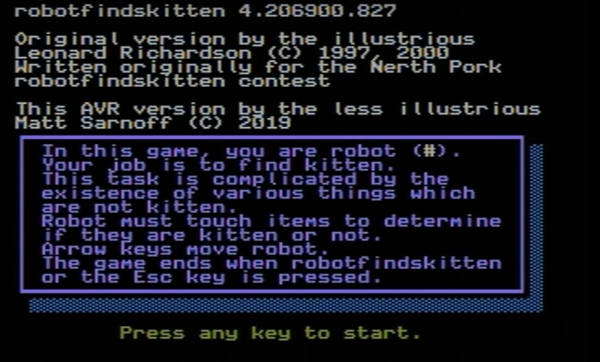 robotfindskitten 4.206900.827
Original version by the illustrious
Leonard Richardson (C) 1997, 2000
Written originally for the Nerth Pork
robotfindskitten contest
This AVR version by the less illustrious
Matt Sarnoff (C) 2019
In this game, you are robot (#).
Your job is to find kitten.
This task is complicated by the
existence of various things which
are not kitten.
Robot must touch items to determine
if they are kitten or not.
Arrow keys move robot.
The game ends when robotfindskitten
or the Esc key is pressed.
Press any key to start.